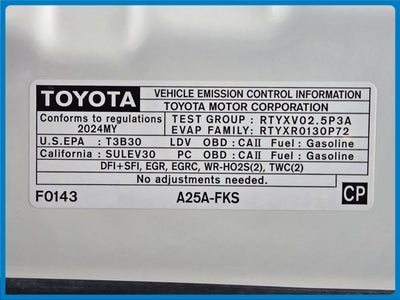 TOYOTA
VEHICLE EMISSION CONTROL INFORMATION
TOYOTA MOTOR CORPORATION
Conforms to regulations
2024MY
TEST GROUP : RTYXV02.5P3A
EVAP FAMILY: RTYXR0130P72
U.S.EPA : T3B30 LDV OBD : CAII Fuel : Gasoline
California : SULEV30 PC OBD : CAII Fuel : Gasoline
DFI+SFI, EGR, EGRC, WR-HO2S(2), TWC(2)
No adjustments needed.
F0143 A25A-FKS CP